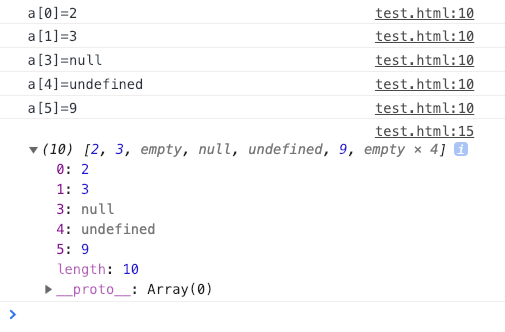 a[0]=2 test.html:10
a[1]=3 test.html:10
a[3]=null test.html:10
a[4]=undefined test.html:10
a[5]=9 test.html:10
test.html:15
▼(10) [2, 3, empty, null, undefined, 9, empty × 4] i
0: 2
1: 3
3: null
4: undefined
5: 9
length: 10
▶__proto__: Array(0)
>